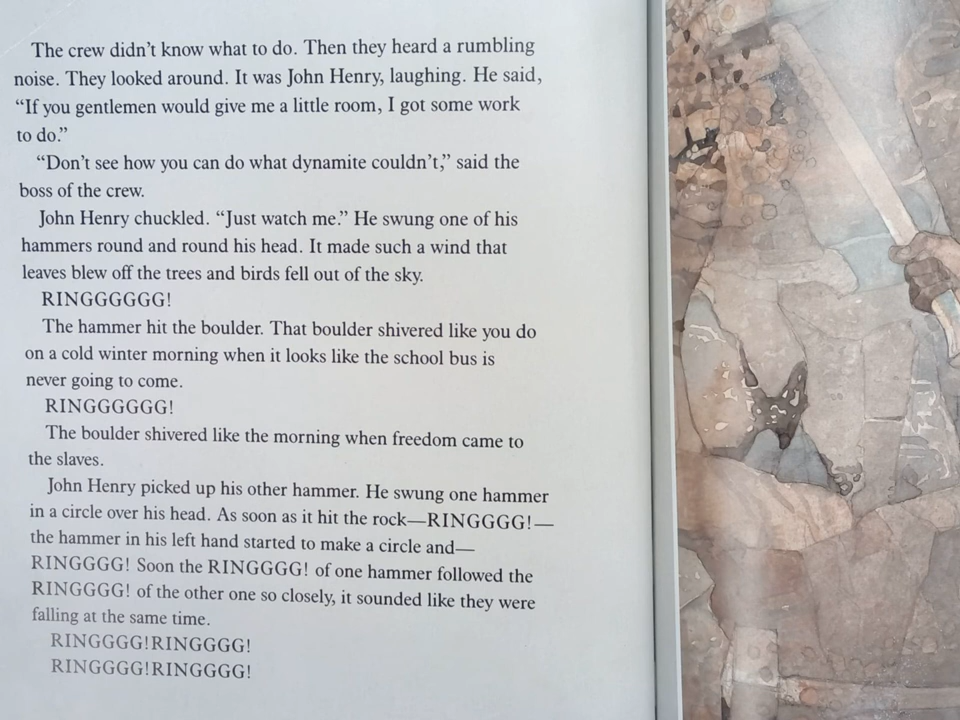 The crew didn’t know what to do. Then they heard a rumbling
noise. They looked around. It was John Henry, laughing. He said,
“If you gentlemen would give me a little room, I got some work
to do.”
“Don’t see how you can do what dynamite couldn’t,” said the
boss of the crew.
John Henry chuckled. “Just watch me.” He swung one of his
hammers round and round his head. It made such a wind that
leaves blew off the trees and birds fell out of the sky.
RINGGGGGG!
The hammer hit the boulder. That boulder shivered like you do
on a cold winter morning when it looks like the school bus is
never going to come.
RINGGGGGG!
The boulder shivered like the morning when freedom came to
the slaves.
John Henry picked up his other hammer. He swung one hammer
in a circle over his head. As soon as it hit the rock—RINGGGG!—
the hammer in his left hand started to make a circle and—
RINGGGG! Soon the RINGGGG! of one hammer followed the
RINGGGG! of the other one so closely, it sounded like they were
falling at the same time.
RINGGGG!RINGGGG!
RINGGGG!RINGGGG!